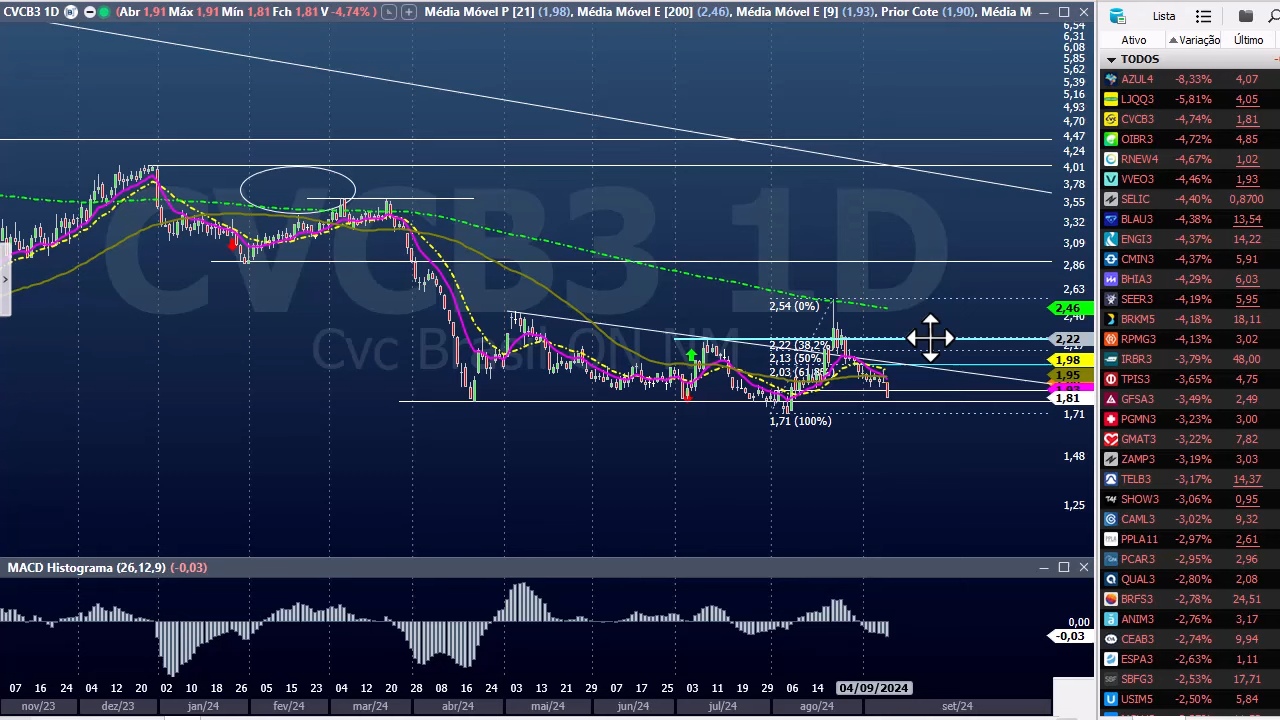 CVCB3 1D
(Abr 1,91 Máx 1,91 Mín 1,81 Fch 1,81 V -4,74%)
Média Móvel P [21] (1,98), Média Móvel E [200] (2,46), Média Móvel E [9] (1,93), Prior Cote (1,90), Média M
CVCB3 1D
6,54
6,31
6,08
5,85
5,62
5,39
5,16
4,93
4,70
4,47
4,24
4,01
3,78
3,55
3,32
3,09
2,86
2,63
2,46
2,40
2,22
2,17
1,98
1,95
1,93
1,81
1,71
1,48
1,25
2,54 (0%)
2,22 (38,2%)
2,13 (50%)
2,03 (61,8%)
1,71 (100%)
MACD Histograma (26,12,9) (-0,03)
0,00
-0,03
07 16 24 04 12 20 02 10 18 26 05 15 23 04 12 20 01 08 16 24 03 13 21 29 06 14 24 03 11 19 29 06 14 04/09/2024
nov/23 dez/23 jan/24 fev/24 mar/24 abr/24 mai/24 jun/24 jul/24 ago/24 set/24
Lista
Ativo Variação Último
TODOS
AZUL4 -8,33% 4,07
LJQQ3 -5,81% 4,05
CVCB3 -4,74% 1,81
OIBR3 -4,72% 4,85
RNEW4 -4,67% 1,02
VVEO3 -4,46% 1,93
SELIC -4,40% 0,8700
BLAU3 -4,38% 13,54
ENGI3 -4,37% 14,22
CMIN3 -4,37% 5,91
BHIA3 -4,29% 6,03
SEER3 -4,19% 5,95
BRKM5 -4,18% 18,11
RPMG3 -4,13% 3,02
IRBR3 -3,79% 48,00
TPIS3 -3,65% 4,75
GFSA3 -3,49% 2,49
PGMN3 -3,23% 3,00
GMAT3 -3,22% 7,82
ZAMP3 -3,19% 3,03
TELB3 -3,17% 14,37
SHOW3 -3,06% 0,95
CAML3 -3,02% 9,32
PPLA11 -2,97% 2,61
PCAR3 -2,95% 2,96
QUAL3 -2,80% 2,08
BRFS3 -2,78% 24,51
ANIM3 -2,76% 3,17
CEAB3 -2,74% 9,94
ESPA3 -2,63% 1,11
SBFG3 -2,53% 17,71
USIM5 -2,50% 5,84